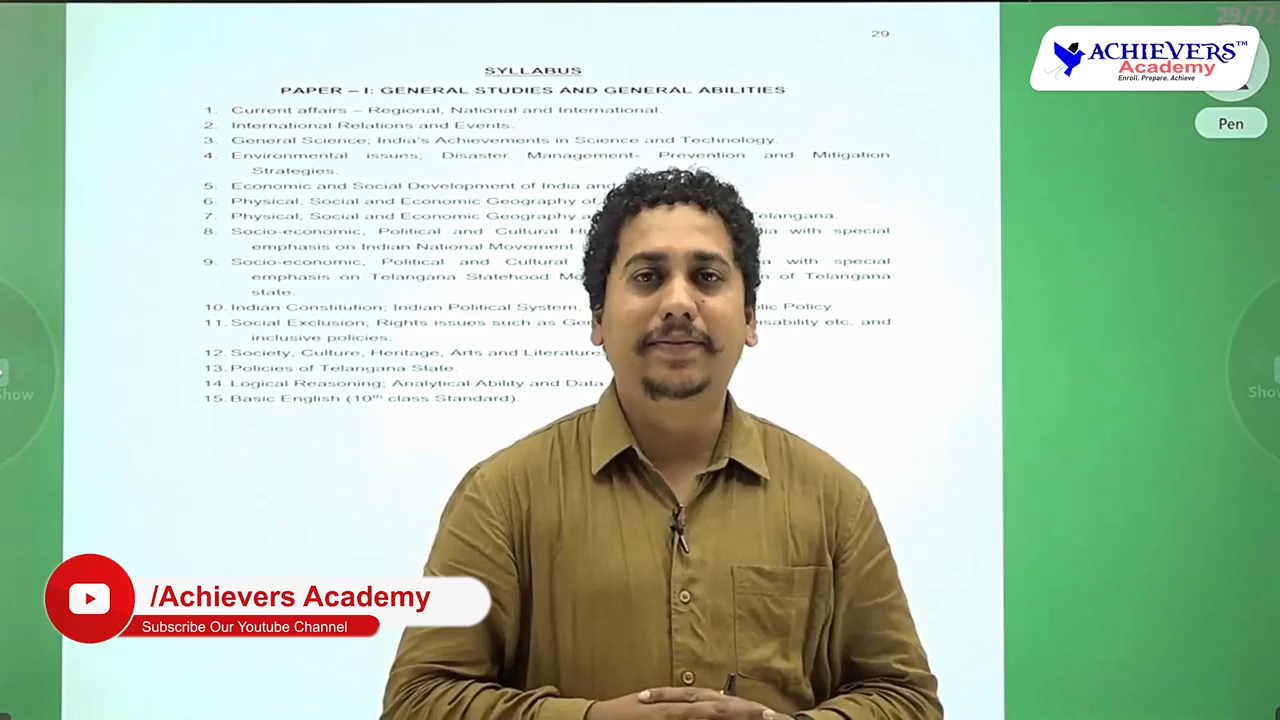 29/72
29
ACHIEVERS™
Academy
Enroll. Prepare. Achieve
Pen
SYLLABUS
PAPER – I: GENERAL STUDIES AND GENERAL ABILITIES
1. Current affairs – Regional, National and International.
2. International Relations and Events.
3. General Science; India's Achievements in Science and Technology.
4. Environmental issues; Disaster Management- Prevention and Mitigation
Strategies.
5. Economic and Social Development of India and
6. Physical, Social and Economic Geography of
7. Physical, Social and Economic Geography Telangana.
8. Socio-economic, Political and Cultural with special
emphasis on Indian National Movement
9. Socio-economic, Political and Cultural with special
emphasis on Telangana Statehood of Telangana
state.
10. Indian Constitution; Indian Political System, Policy.
11. Social Exclusion; Rights issues such as etc. and
inclusive policies.
12. Society, Culture, Heritage, Arts and Literature
13. Policies of Telangana State.
14. Logical Reasoning; Analytical Ability and Data
15. Basic English (10th class Standard).
Show
/Achievers Academy
Subscribe Our Youtube Channel